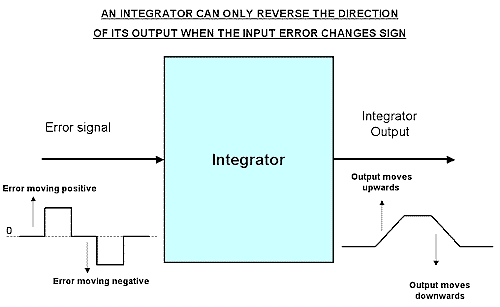 AN INTEGRATOR CAN ONLY REVERSE THE DIRECTION
OF ITS OUTPUT WHEN THE INPUT ERROR CHANGES SIGN
Error signal
Integrator
Integrator
Output
Error moving positive
0
Error moving negative
Output moves
upwards
Output moves
downwards